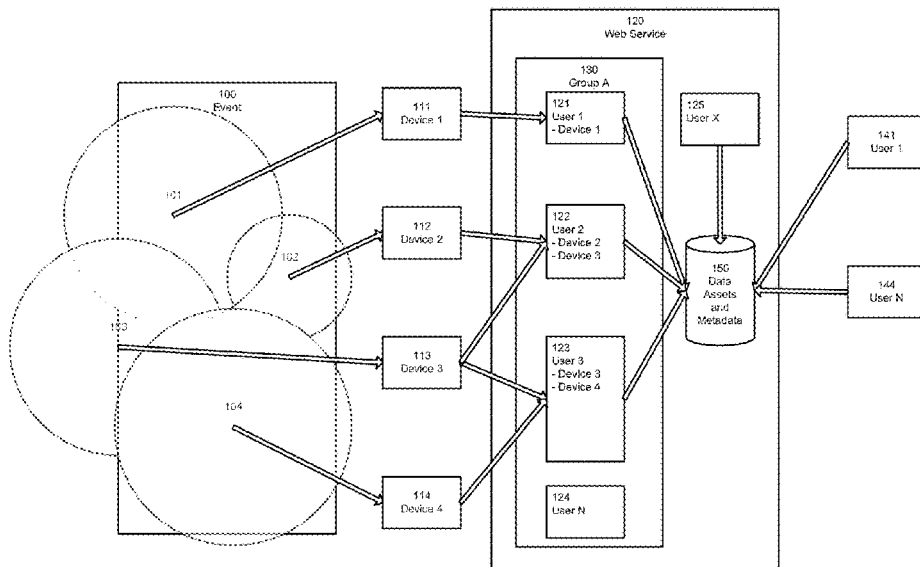 120
Web Service
100
Event
130
Group A
111
Device 1
121
User 1
- Device 1
125
User X
141
User 1
101
112
Device 2
122
User 2
- Device 2
- Device 3
102
150
Data
Assets
and
Metadata
144
User N
103
113
Device 3
123
User 3
- Device 3
- Device 4
104
114
Device 4
124
User N